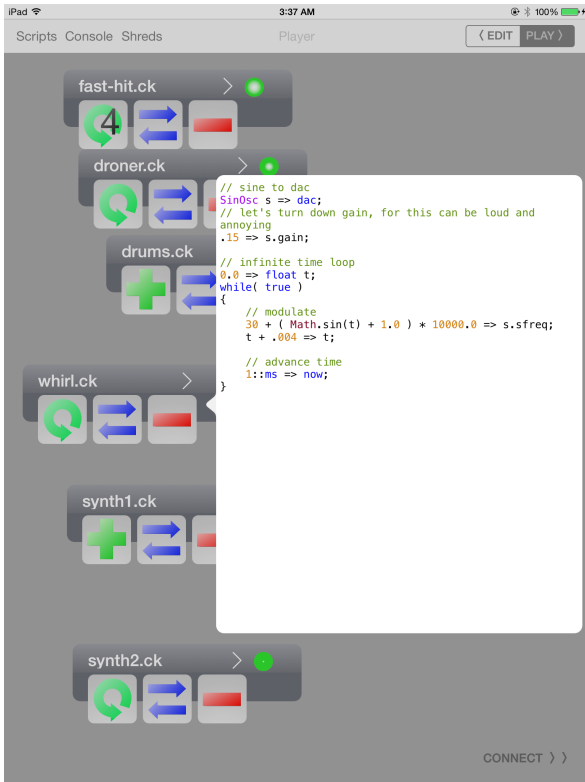 iPad 3:37 AM 100%
Scripts Console Shreds Player 〈 EDIT PLAY 〉
fast-hit.ck
4
droner.ck
drums.ck
whirl.ck
synth1.ck
synth2.ck
// sine to dac
SinOsc s => dac;
// let's turn down gain, for this can be loud and
annoying
.15 => s.gain;
// infinite time loop
0.0 => float t;
while( true )
{
    // modulate
    30 + ( Math.sin(t) + 1.0 ) * 10000.0 => s.sfreq;
    t + .004 => t;
    // advance time
    1::ms => now;
}
CONNECT 〉〉